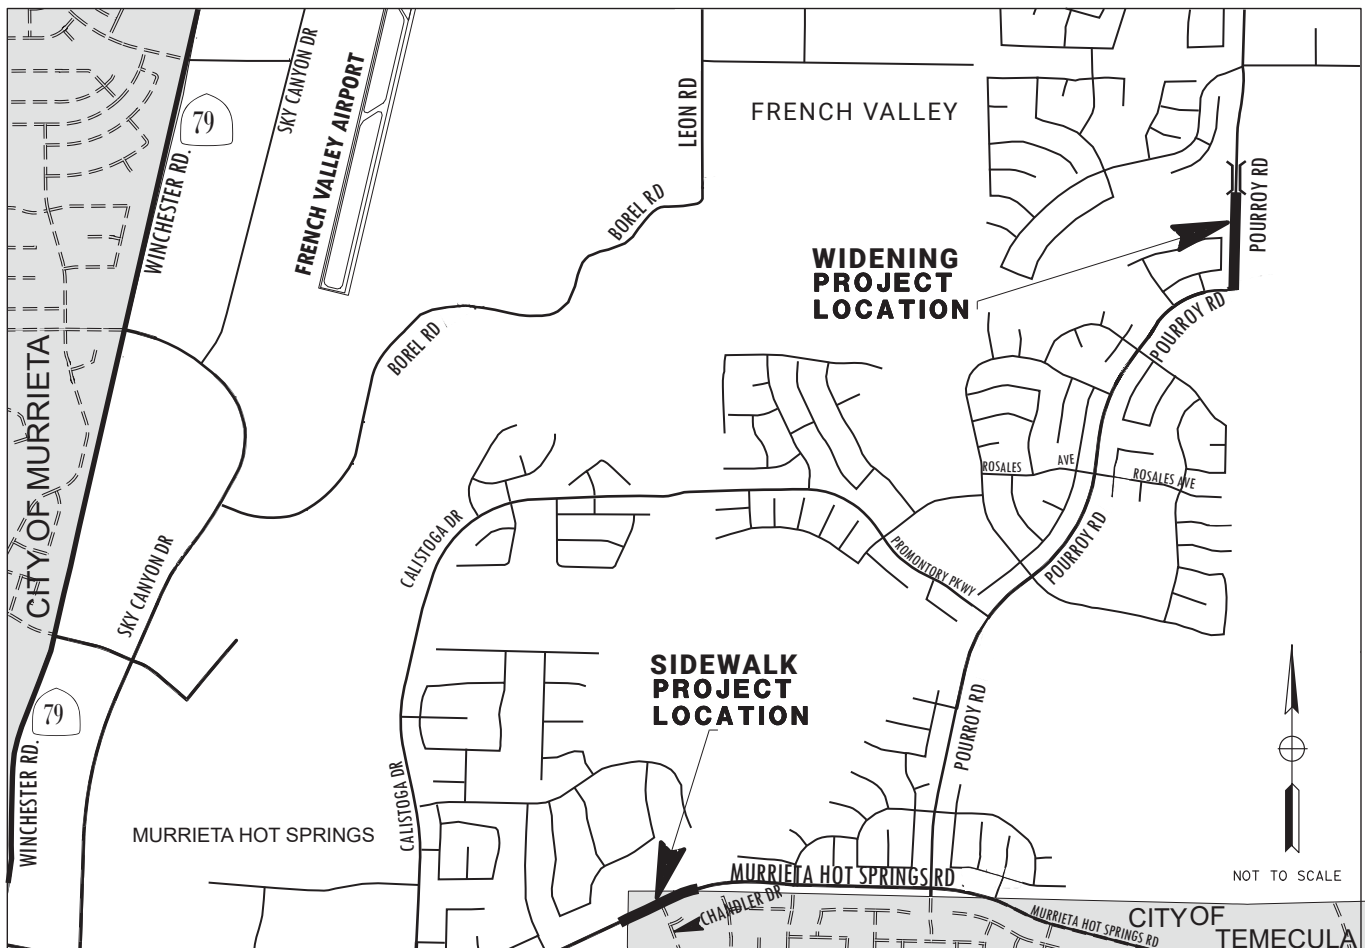 SKY CANYON DR
79
FRENCH VALLEY AIRPORT
LEON RD
FRENCH VALLEY
WINCHESTER RD.
POURROY RD
BOREL RD
WIDENING
PROJECT
LOCATION
POURROY RD
BOREL RD
CITY OF MURRIETA
ROSALES
AVE
ROSALES AVE
CALISTOGA DR
SKY CANYON DR
PROMONTORY PKWY
POURROY RD
SIDEWALK
PROJECT
LOCATION
79
POURROY RD
WINCHESTER RD.
CALISTOGA DR
MURRIETA HOT SPRINGS
MURRIETA HOT SPRINGS RD
NOT TO SCALE
CHANDLER DR
MURRIETA HOT SPRINGS RD
CITY OF
TEMECULA